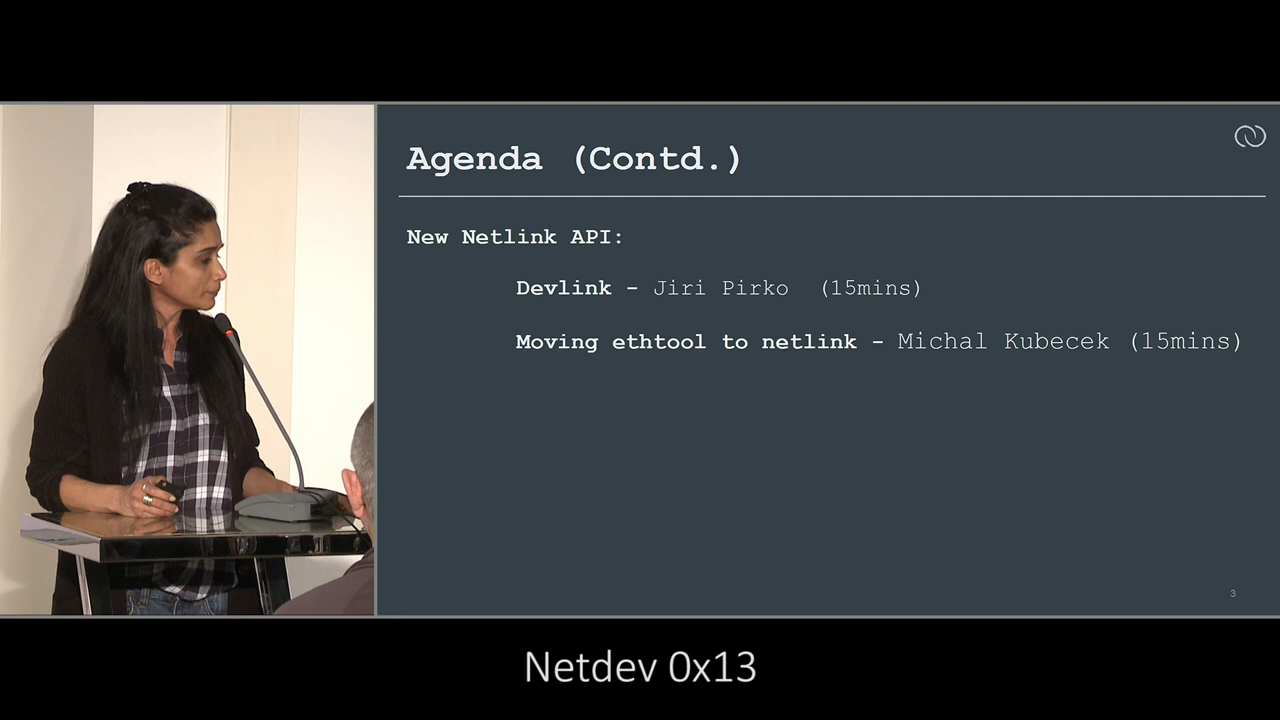 Agenda (Contd.)
New Netlink API:
Devlink - Jiri Pirko (15mins)
Moving ethtool to netlink - Michal Kubecek (15mins)
3
Netdev 0x13